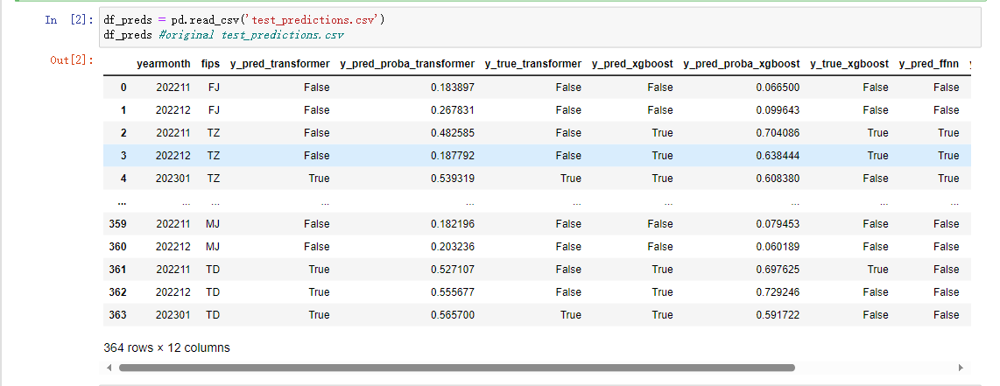 In [2]: df_preds = pd.read_csv('test_predictions.csv')
df_preds #original test_predictions.csv
Out[2]:
yearmonth fips y_pred_transformer y_pred_proba_transformer y_true_transformer y_pred_xgboost y_pred_proba_xgboost y_true_xgboost y_pred_ffnn
0 202211 FJ False 0.183897 False False 0.066500 False False
1 202212 FJ False 0.267831 False False 0.099643 False False
2 202211 TZ False 0.482585 False True 0.704086 True True
3 202212 TZ False 0.187792 False True 0.638444 True True
4 202301 TZ True 0.539319 True True 0.608380 False True
... ... ... ... ... ... ... ... ... ...
359 202211 MJ False 0.182196 False False 0.079453 False False
360 202212 MJ False 0.203236 False False 0.060189 False False
361 202211 TD True 0.527107 False True 0.697625 True False
362 202212 TD True 0.555677 False True 0.729246 False False
363 202301 TD True 0.565700 True True 0.591722 False False
364 rows × 12 columns